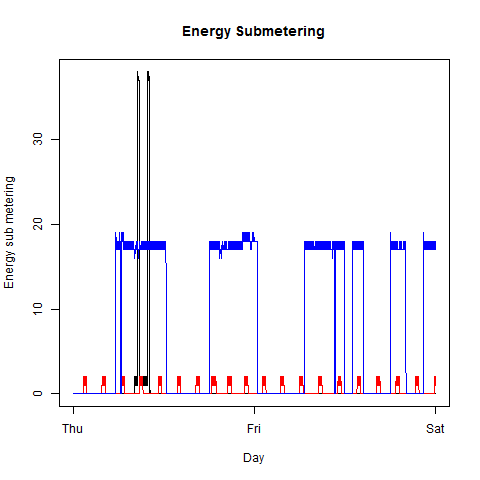 Energy Submetering
Energy sub metering
30
20
10
0
Thu
Fri
Sat
Day